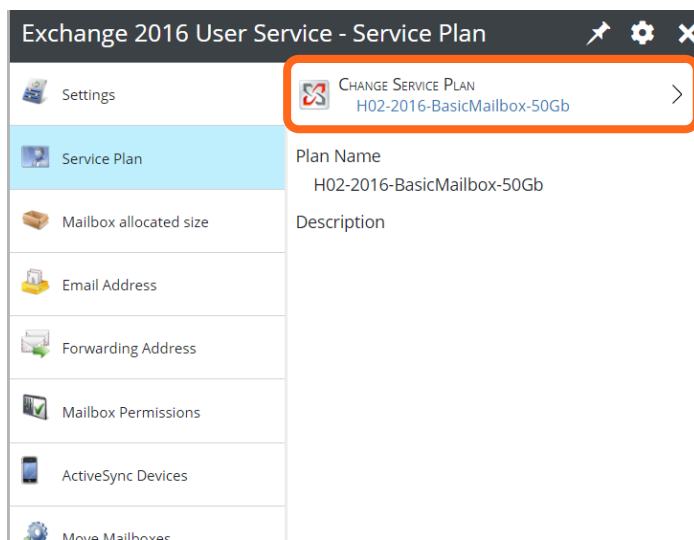 Exchange 2016 User Service - Service Plan
Settings
Service Plan
Mailbox allocated size
Email Address
Forwarding Address
Mailbox Permissions
ActiveSync Devices
Move Mailboxes
Change Service Plan
H02-2016-BasicMailbox-50Gb
Plan Name
H02-2016-BasicMailbox-50Gb
Description